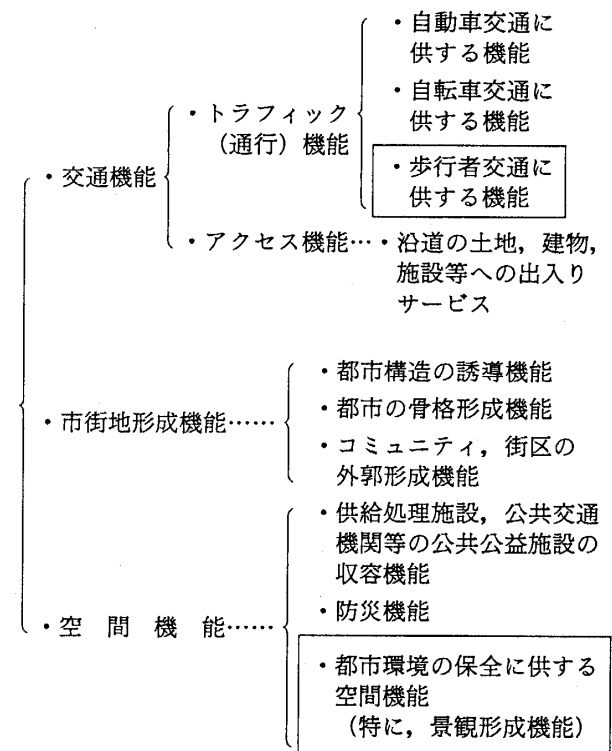 ・交通機能
・トラフィック
（通行）機能
・自動車交通に
供する機能
・自転車交通に
供する機能
・歩行者交通に
供する機能
・アクセス機能…・沿道の土地，建物，
施設等への出入り
サービス
・市街地形成機能……
・都市構造の誘導機能
・都市の骨格形成機能
・コミュニティ，街区の
外郭形成機能
・空　間　機　能……
・供給処理施設，公共交通
機関等の公共公益施設の
収容機能
・防災機能
・都市環境の保全に供する
空間機能
（特に，景観形成機能）